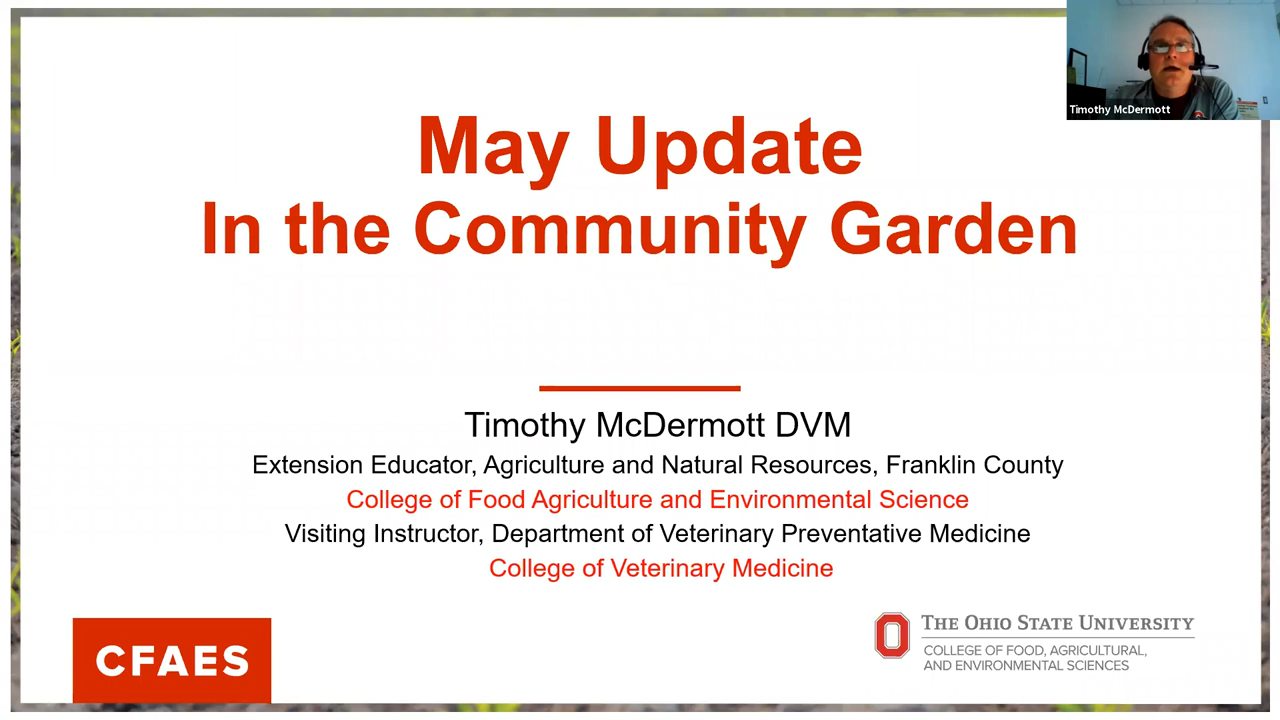 May Update
In the Community Garden
Timothy McDermott
Timothy McDermott DVM
Extension Educator, Agriculture and Natural Resources, Franklin County
College of Food Agriculture and Environmental Science
Visiting Instructor, Department of Veterinary Preventative Medicine
College of Veterinary Medicine
CFAES
THE OHIO STATE UNIVERSITY
COLLEGE OF FOOD, AGRICULTURAL,
AND ENVIRONMENTAL SCIENCES